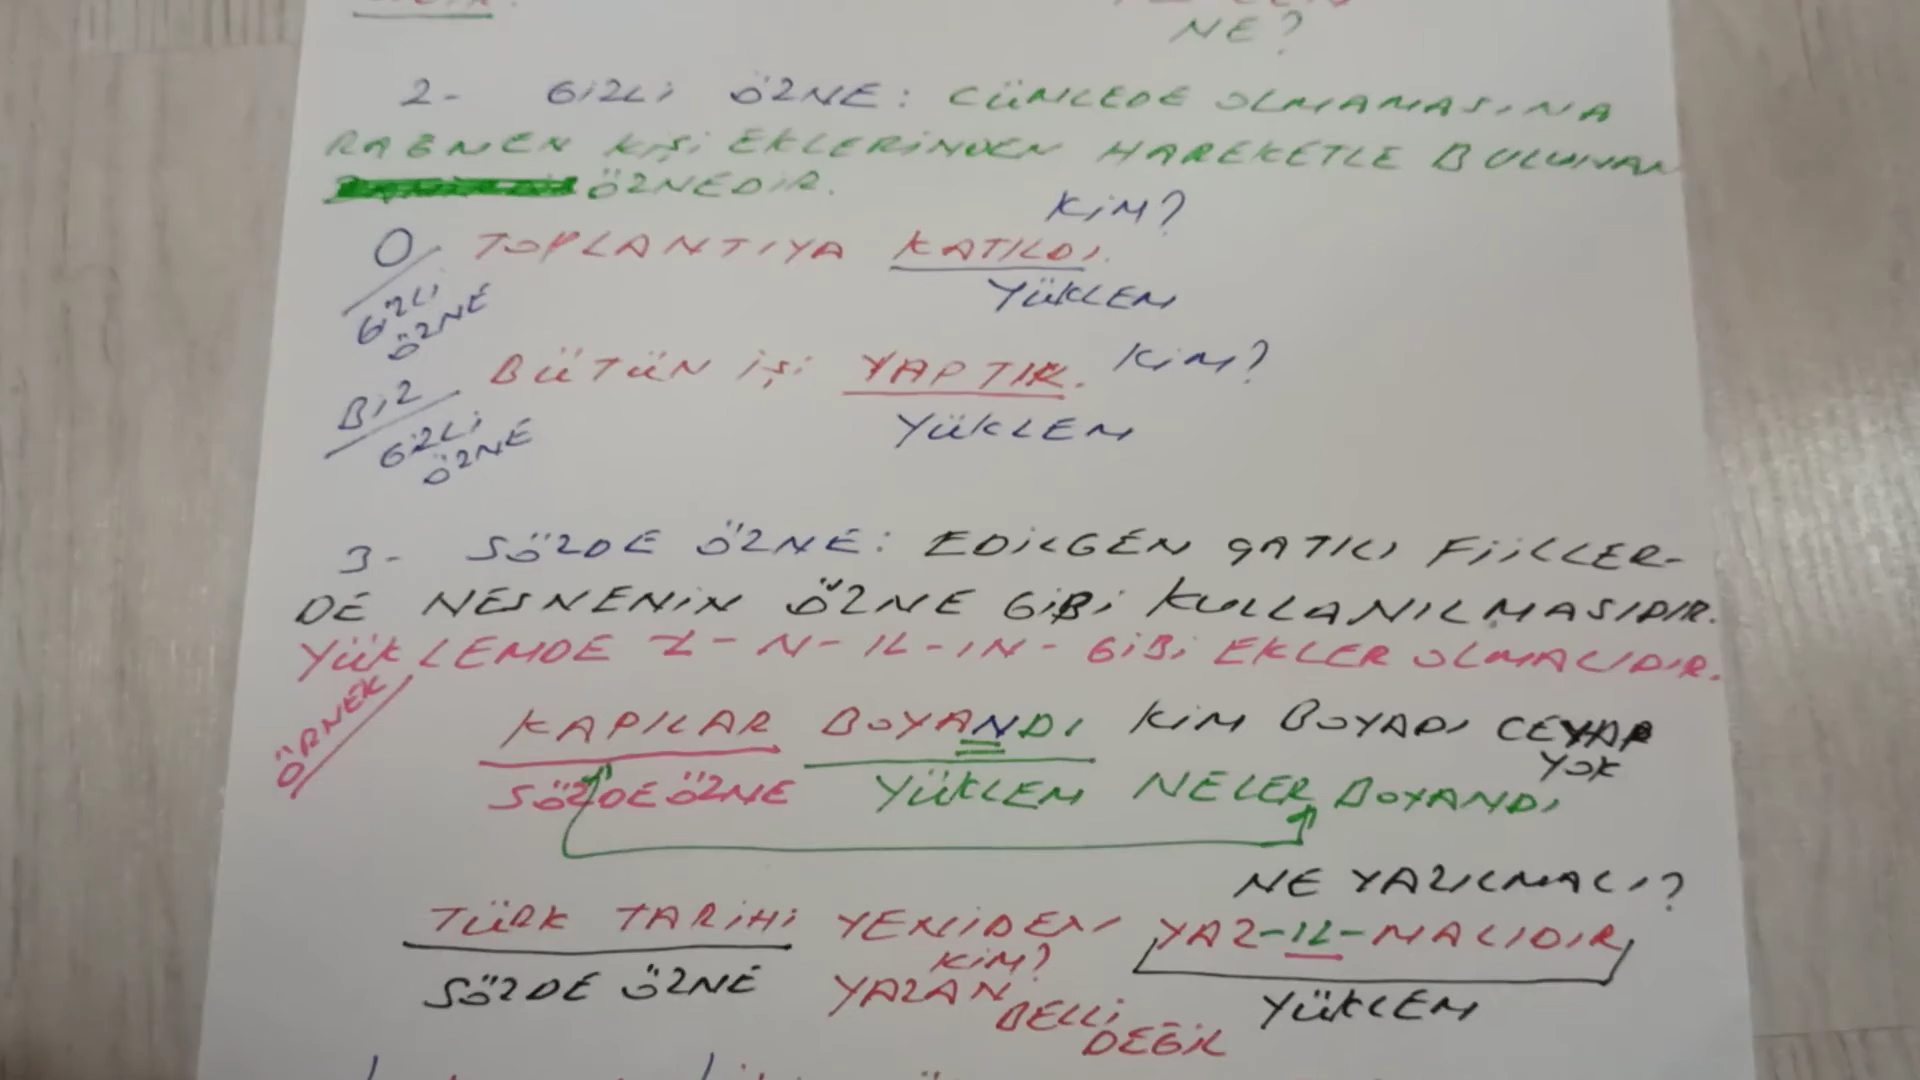 NE?
2- GİZLİ ÖZNE: CÜMLEDE OLMAMASINA
RAĞMEN KİŞİ EKLERİNDEN HAREKETLE BULUNAN
ÖZNEDİR.
KİM?
O TOPLANTIYA KATILDI.
GİZLİ ÖZNE YÜKLEM
BİZ BÜTÜN İŞİ YAPTIK. KİM?
GİZLİ ÖZNE YÜKLEM
3- SÖZDE ÖZNE: EDİLGEN ÇATILI FİİLLER-
DE NESNENİN ÖZNE GİBİ KULLANILMASIDIR.
YÜKLEMDE L-N-IL-IN- GİBİ EKLER OLMALIDIR.
ÖRNEK
KAPILAR BOYANDI KİM BOYADI CEVAP
YOK
SÖZDE ÖZNE YÜKLEM NELER BOYANDI
NE YAZILMALI?
TÜRK TARİHİ YENİDEN YAZ-IL-MALIDIR
KİM?
SÖZDE ÖZNE YAZAN BELLİ DEĞİL YÜKLEM